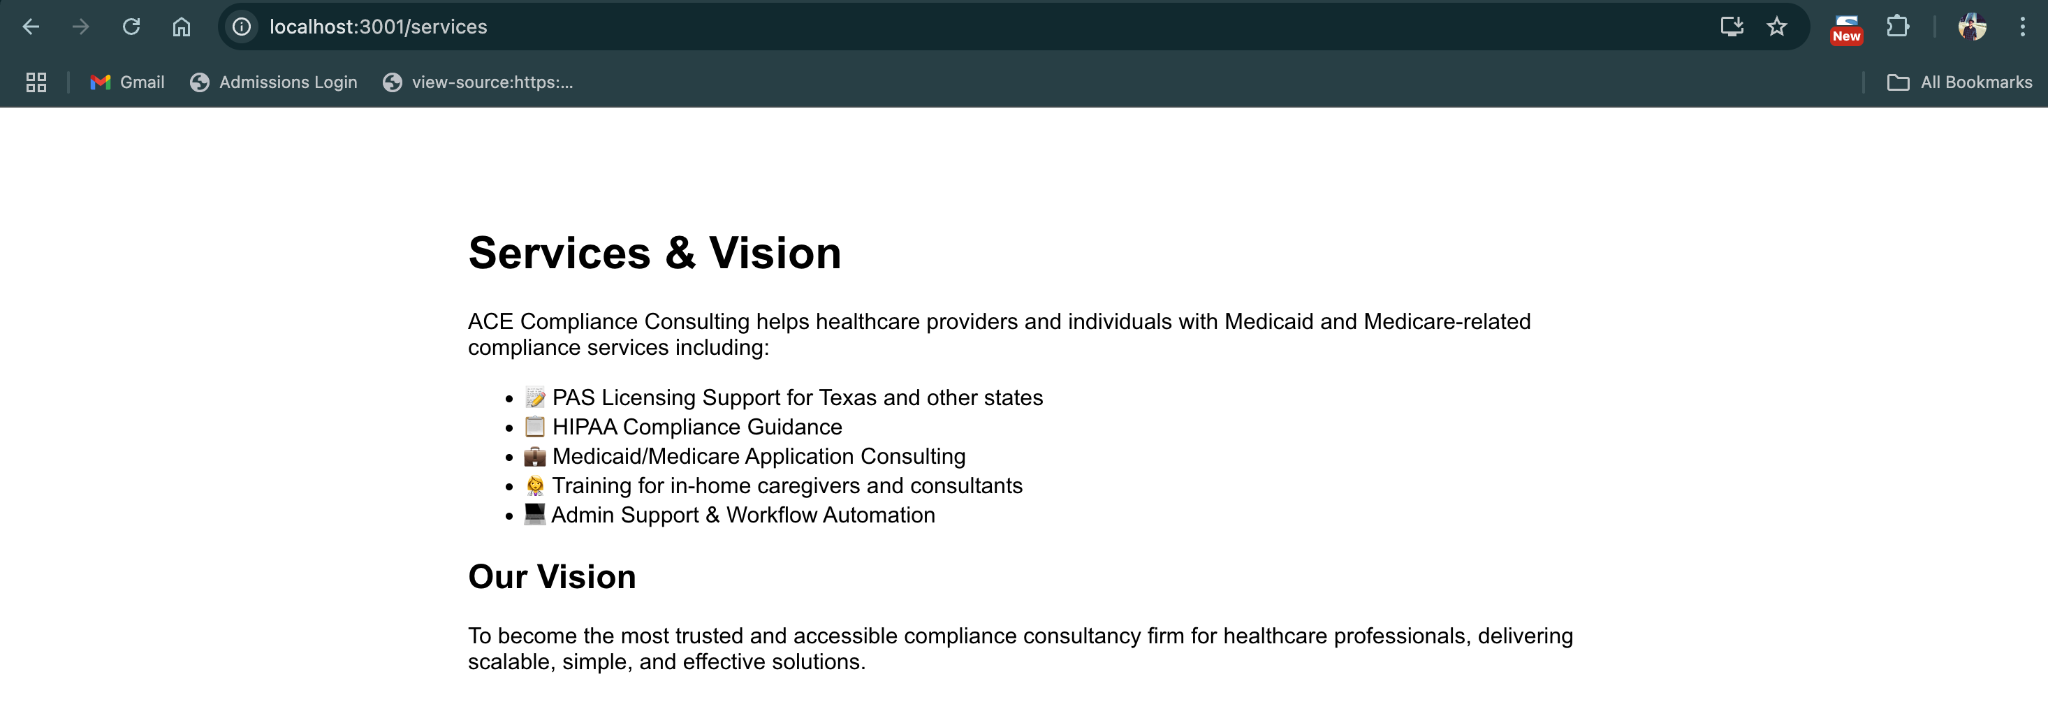 localhost:3001/services
New
Gmail
Admissions Login
view-source:https:...
All Bookmarks
Services & Vision
ACE Compliance Consulting helps healthcare providers and individuals with Medicaid and Medicare-related
compliance services including:
• 📝 PAS Licensing Support for Texas and other states
• 📋 HIPAA Compliance Guidance
• 💼 Medicaid/Medicare Application Consulting
• 👩‍⚕️ Training for in-home caregivers and consultants
• 💻 Admin Support & Workflow Automation
Our Vision
To become the most trusted and accessible compliance consultancy firm for healthcare professionals, delivering
scalable, simple, and effective solutions.